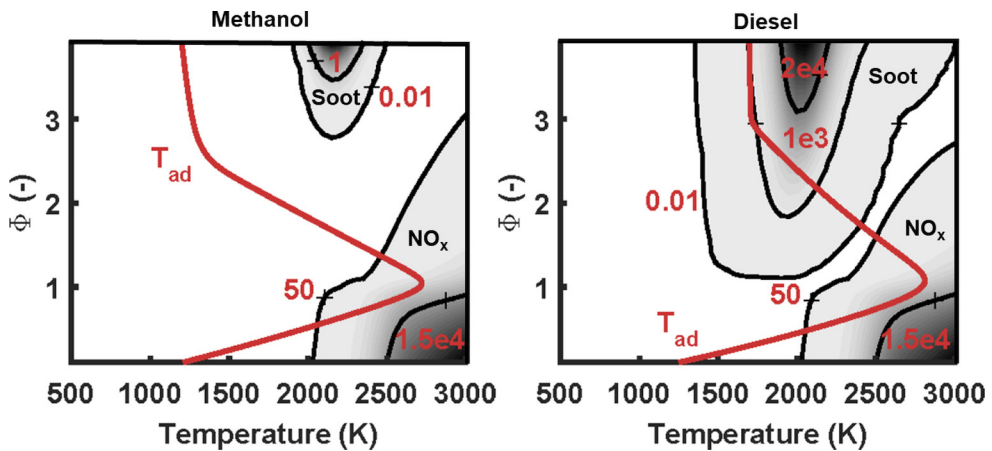 Methanol
Φ (-)
3
2
1
500 1000 1500 2000 2500 3000
Temperature (K)
T_ad
1
Soot
0.01
NO_x
50
1.5e4
Diesel
Φ (-)
3
2
1
500 1000 1500 2000 2500 3000
Temperature (K)
2e4
Soot
1e3
0.01
NO_x
50
T_ad
1.5e4